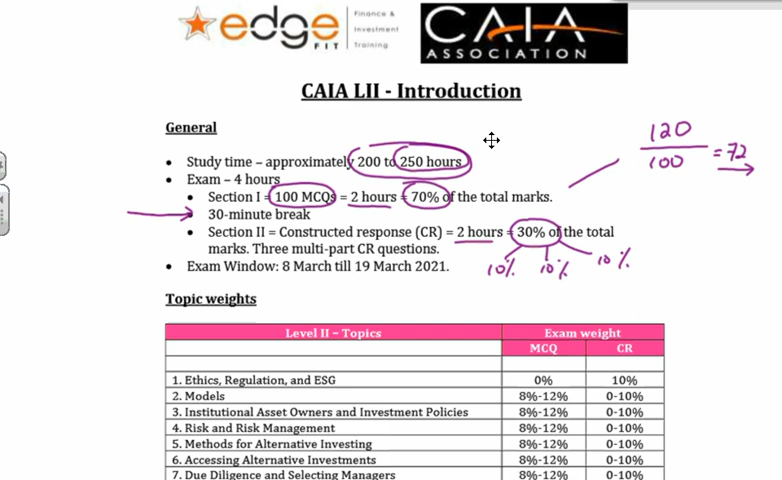 edge
FIT
Finance &
Investment
Training
CAIA
ASSOCIATION
CAIA LII - Introduction
General
• Study time – approximately 200 to 250 hours
• Exam – 4 hours
• Section I = 100 MCQs = 2 hours = 70% of the total marks.
30-minute break
• Section II = Constructed response (CR) = 2 hours = 30% of the total
marks. Three multi-part CR questions.
• Exam Window: 8 March till 19 March 2021.
120
100
= 72
10% 10% 10%
Topic weights
Level II – Topics Exam weight
MCQ CR
1. Ethics, Regulation, and ESG 0% 10%
2. Models 8%-12% 0-10%
3. Institutional Asset Owners and Investment Policies 8%-12% 0-10%
4. Risk and Risk Management 8%-12% 0-10%
5. Methods for Alternative Investing 8%-12% 0-10%
6. Accessing Alternative Investments 8%-12% 0-10%
7. Due Diligence and Selecting Managers 8%-12% 0-10%